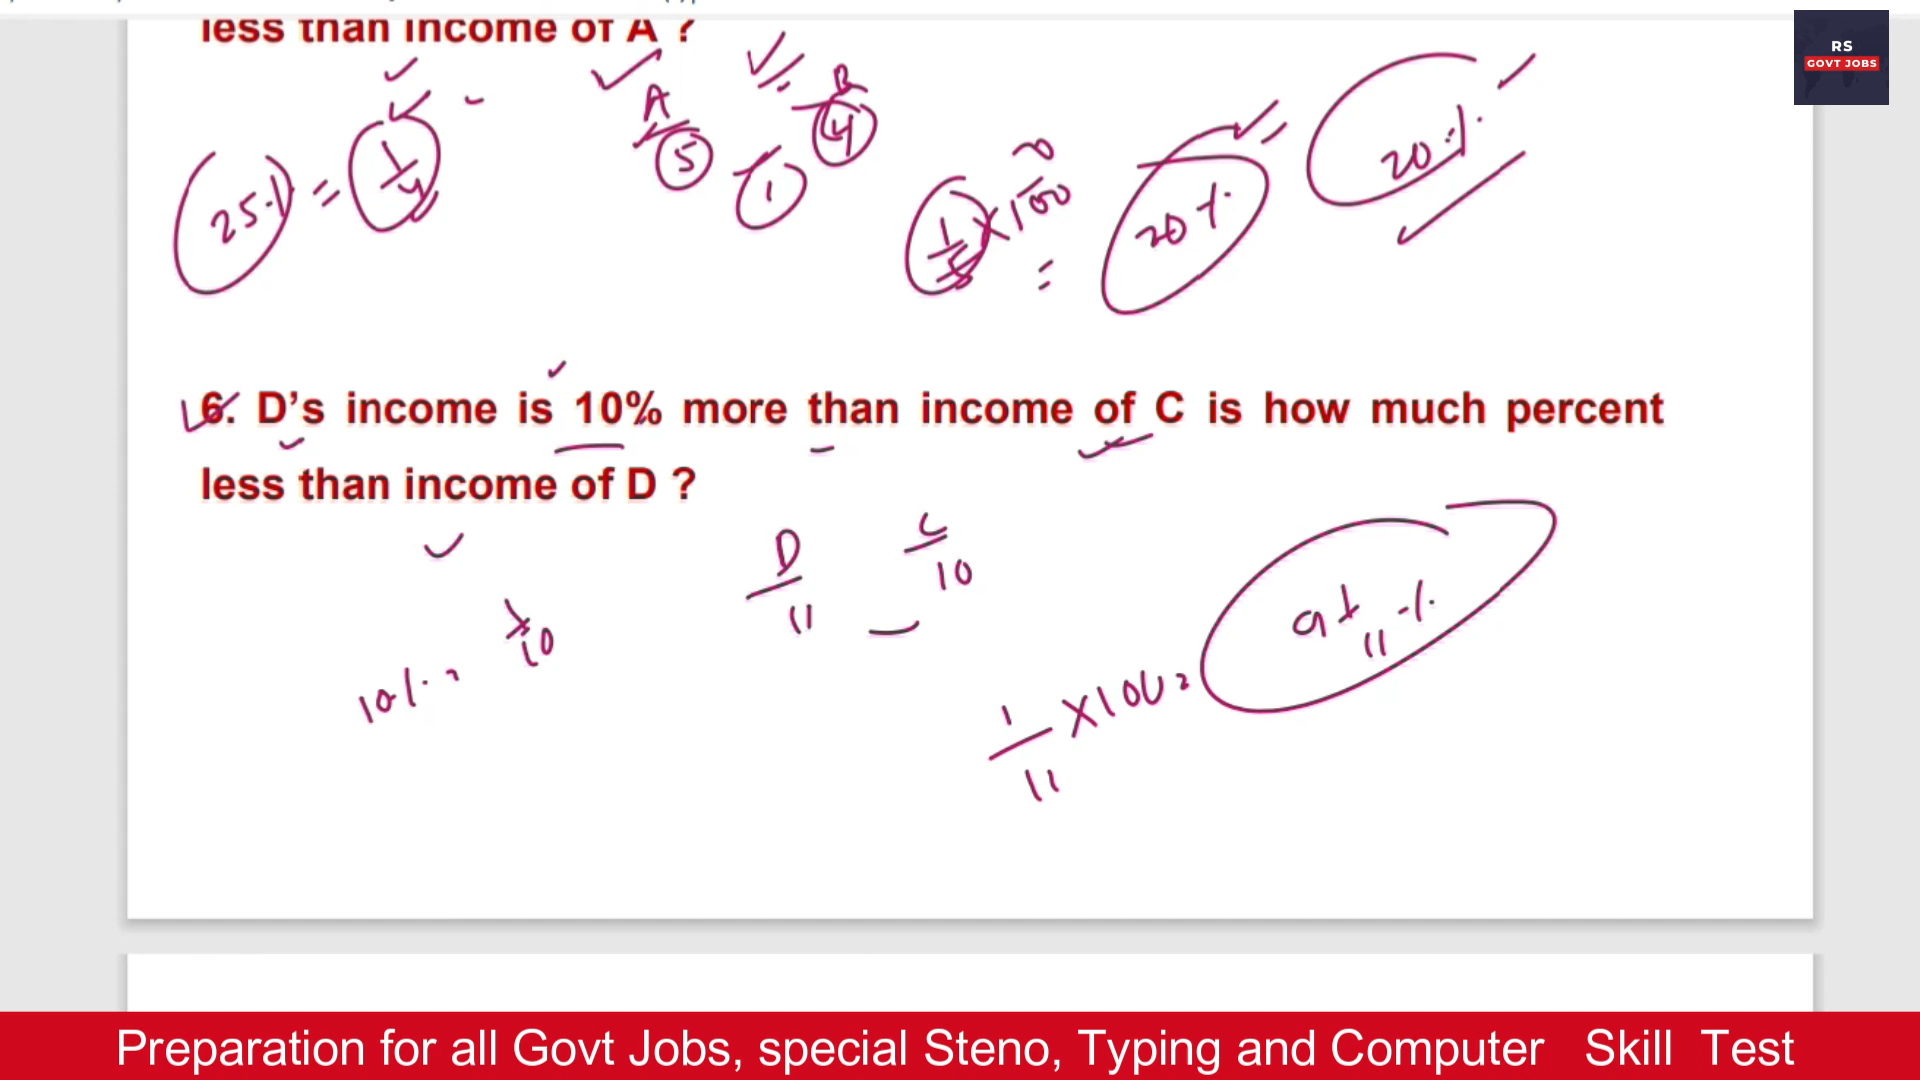 less than income of A ?
A
B
5
4
1
25% = 1/4
1/5 × 100 =
20%
20%
RS
GOVT JOBS
6. D’s income is 10% more than income of C is how much percent
less than income of D ?
D
C
11
10
10%
1/10
1/11 × 100 =
9 1/11 %
Preparation for all Govt Jobs, special Steno, Typing and Computer Skill Test